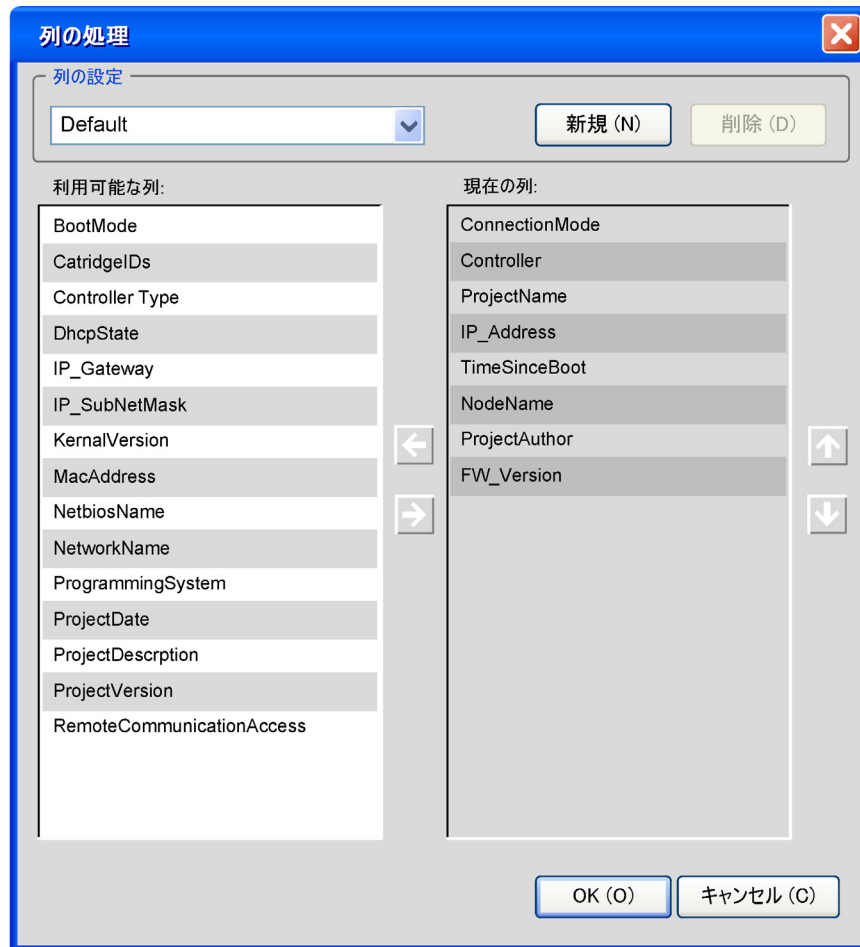 列の処理
列の設定
Default
新規 (N)
削除 (D)
利用可能な列:
現在の列:
BootMode
CatridgeIDs
Controller Type
DhcpState
IP_Gateway
IP_SubNetMask
KernalVersion
MacAddress
NetbiosName
NetworkName
ProgrammingSystem
ProjectDate
ProjectDescrption
ProjectVersion
RemoteCommunicationAccess
ConnectionMode
Controller
ProjectName
IP_Address
TimeSinceBoot
NodeName
ProjectAuthor
FW_Version
OK (O)
キャンセル (C)